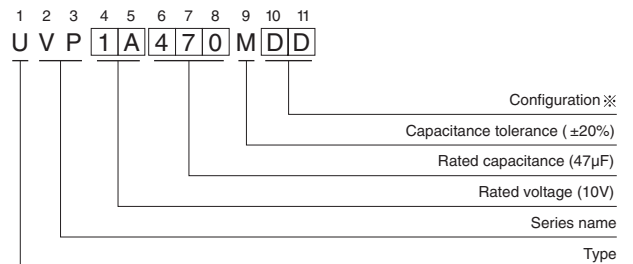 1 2 3 4 5 6 7 8 9 10 11
U V P 1 A 4 7 0 M D D
Configuration ※
Capacitance tolerance (±20%)
Rated capacitance (47µF)
Rated voltage (10V)
Series name
Type